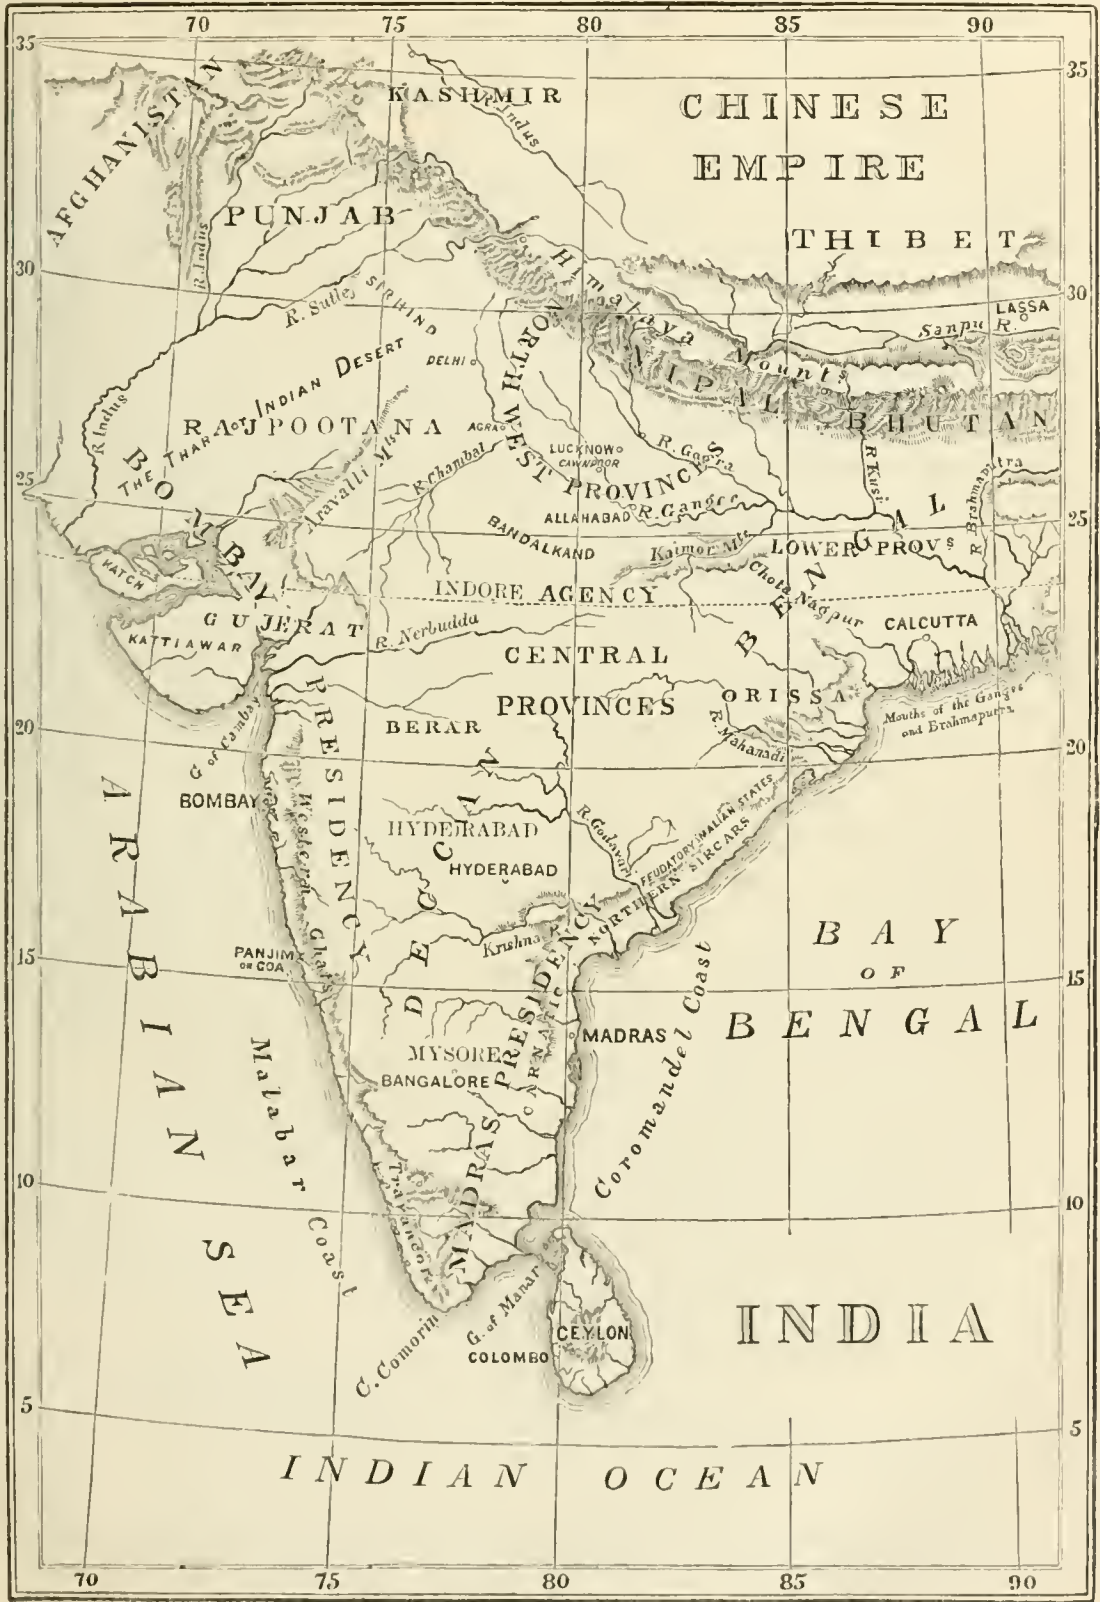 70 75 80 85 90
35 35
AFGHANISTAN
KASHMIR
R. Indus
CHINESE
EMPIRE
PUNJAB
R. Indus
THIBET
30 30
R. Sutlej
SIRHIND
Himalaya Mounts
LASSA
Sanpu R.
THE THAR OR INDIAN DESERT
DELHI
NORTH WEST PROVINCES
NIPAL
BHUTAN
R Indus
RAJPOOTANA
AGRA
LUCKNOW
CAWNPOOR
R. Gogra
R Kusi
R Brahmaputra
Aravalli Mts
R. Chambal
25 25
ALLAHABAD
R. Ganges
BANDALKAND
Kaimor Mts
LOWER PROVS
BENGAL
KATCH
BOMBAY PRESIDENCY
INDORE AGENCY
Chota Nagpur
GUJERAT
KATTIAWAR
R. Nerbudda
CALCUTTA
CENTRAL
PROVINCES
ORISSA
Mouths of the Ganges
and Brahmaputra
BERAR
R. Mahanadi
20 20
G of Cambay
BOMBAY
Western Ghats
DECCAN
HYDERABAD
HYDERABAD
R. Godavari
FEUDATORY INALIAN STATES
NORTHERN SIRCARS
Krishna
ARABIAN SEA
BAY
OF
BENGAL
PANJIM
OR GOA
15 15
MADRAS PRESIDENCY
CARNATIC
MADRAS
MYSORE
BANGALORE
Coromandel Coast
Malabar Coast
10 10
Travancore
C. Comorin
G. of Manar
CEYLON
COLOMBO
INDIA
5 5
INDIAN OCEAN
70 75 80 85 90